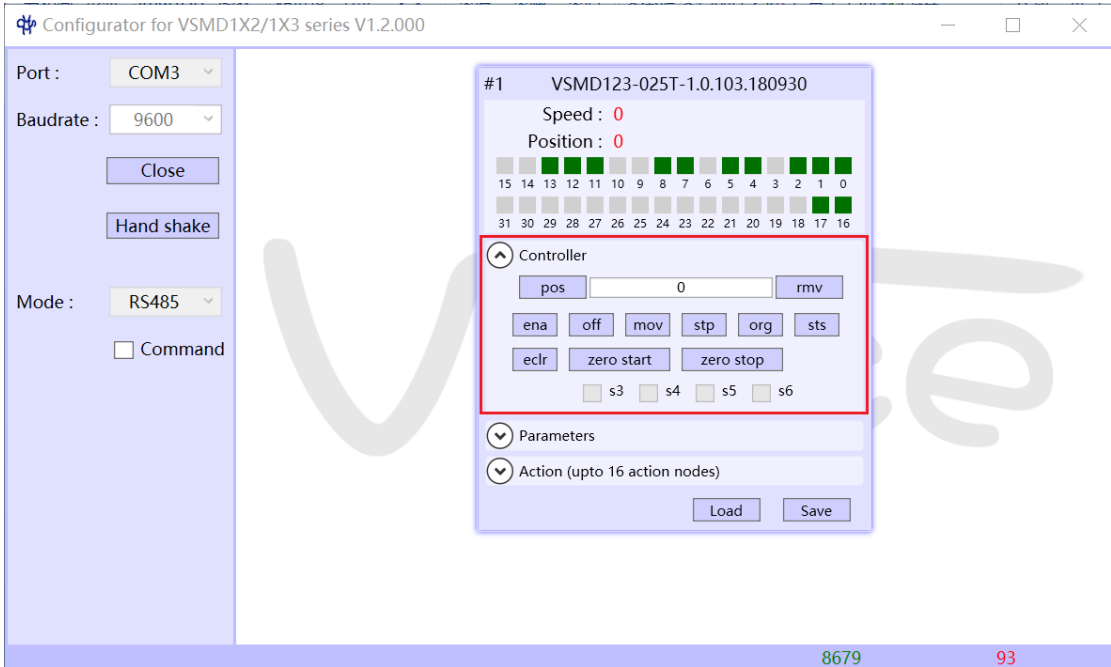 Configurator for VSMD1X2/1X3 series V1.2.000
Port : COM3
Baudrate : 9600
Close
Hand shake
Mode : RS485
Command
#1 VSMD123-025T-1.0.103.180930
Speed : 0
Position : 0
15 14 13 12 11 10 9 8 7 6 5 4 3 2 1 0
31 30 29 28 27 26 25 24 23 22 21 20 19 18 17 16
Controller
pos 0 rmv
ena off mov stp org sts
eclr zero start zero stop
s3 s4 s5 s6
Parameters
Action (upto 16 action nodes)
Load Save
8679 93